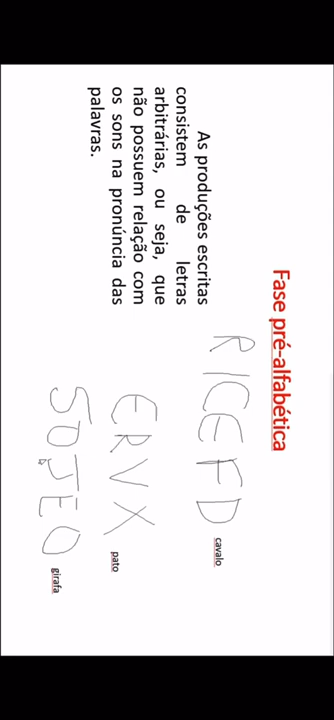 Fase pré-alfabética
As produções escritas
consistem de letras
arbitrárias, ou seja, que
não possuem relação com
os sons na pronúncia das
palavras.
RICEFD
cavalo
ERVX
pato
SOJEO
girafa